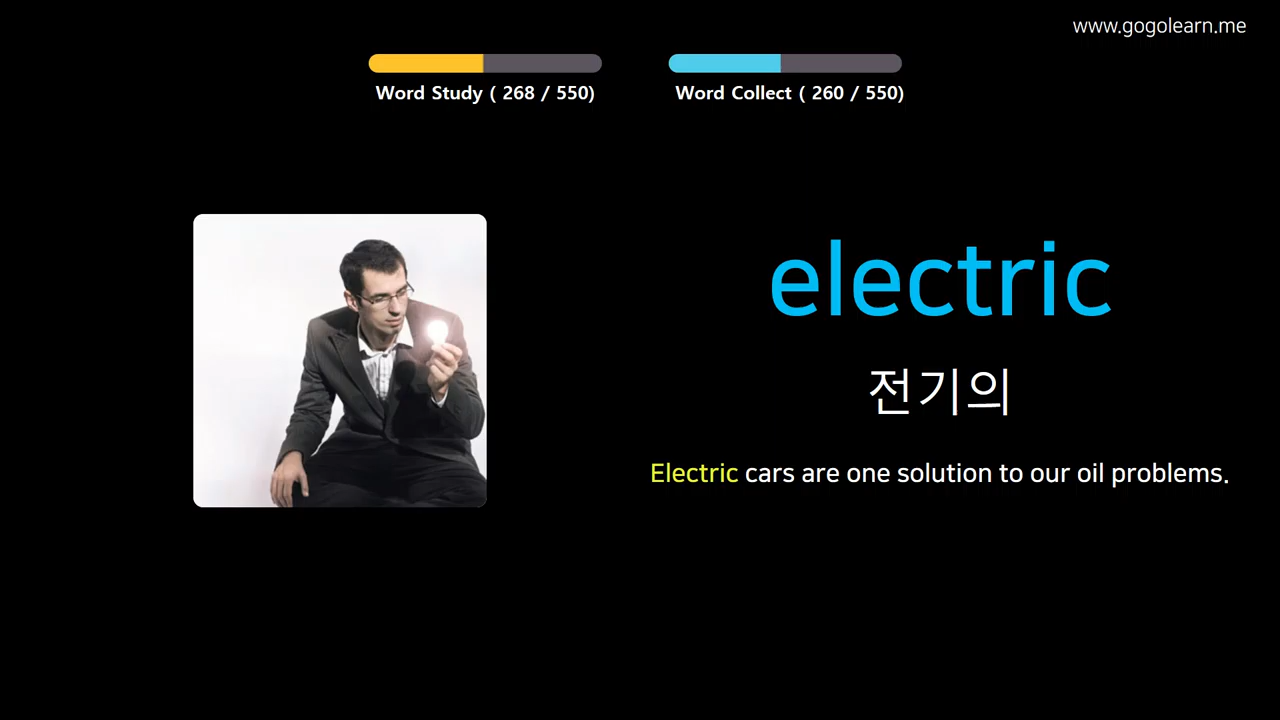 www.gogolearn.me
Word Study ( 268 / 550)
Word Collect ( 260 / 550)
electric
전기의
Electric cars are one solution to our oil problems.